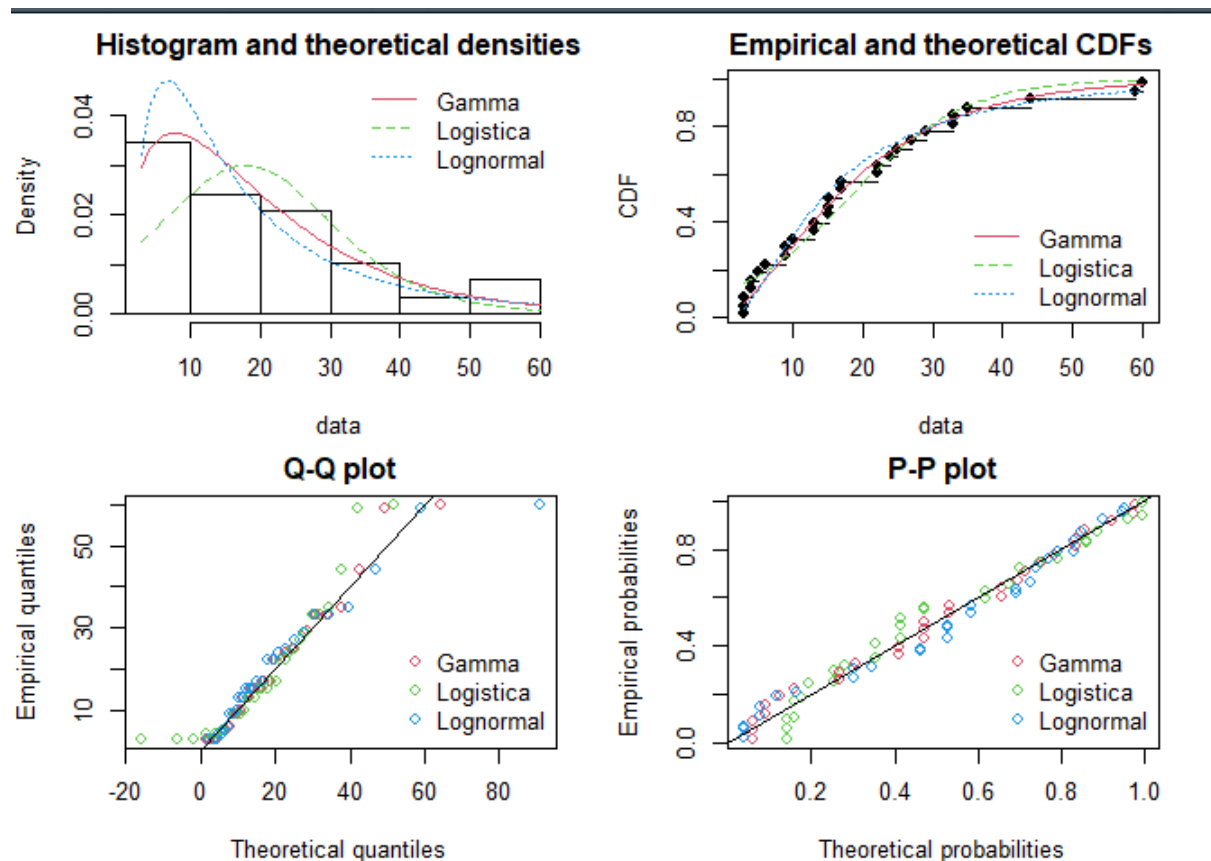 Histogram and theoretical densities
Density
0.00
0.02
0.04
Gamma
Logistica
Lognormal
10 20 30 40 50 60
data
Empirical and theoretical CDFs
CDF
0.0
0.4
0.8
Gamma
Logistica
Lognormal
10 20 30 40 50 60
data
Q-Q plot
Empirical quantiles
10
30
50
Gamma
Logistica
Lognormal
-20 0 20 40 60 80
Theoretical quantiles
P-P plot
Empirical probabilities
0.0
0.4
0.8
Gamma
Logistica
Lognormal
0.2 0.4 0.6 0.8 1.0
Theoretical probabilities